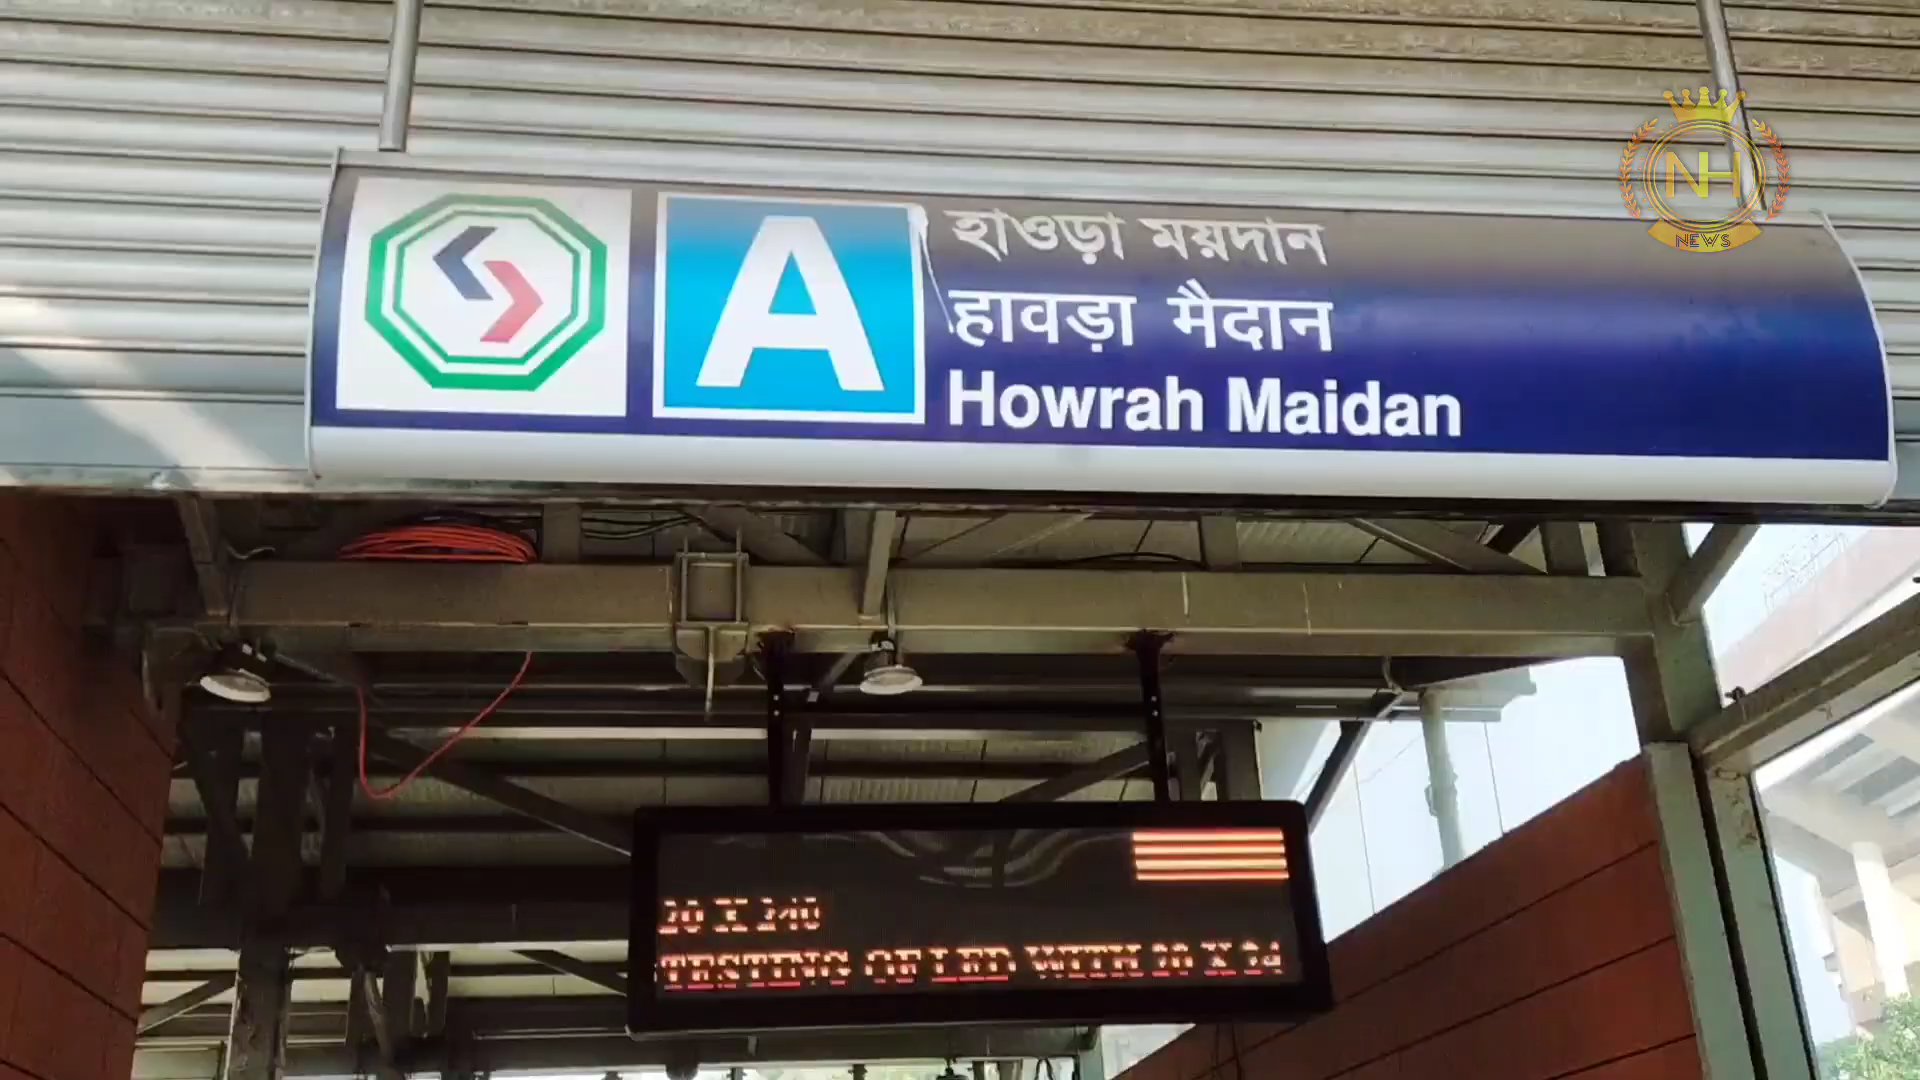 NH
NEWS
A
হাওড়া ময়দান
हावड़ा मैदान
Howrah Maidan
20 X 240
TESTING OF LED WITH 20 X 24